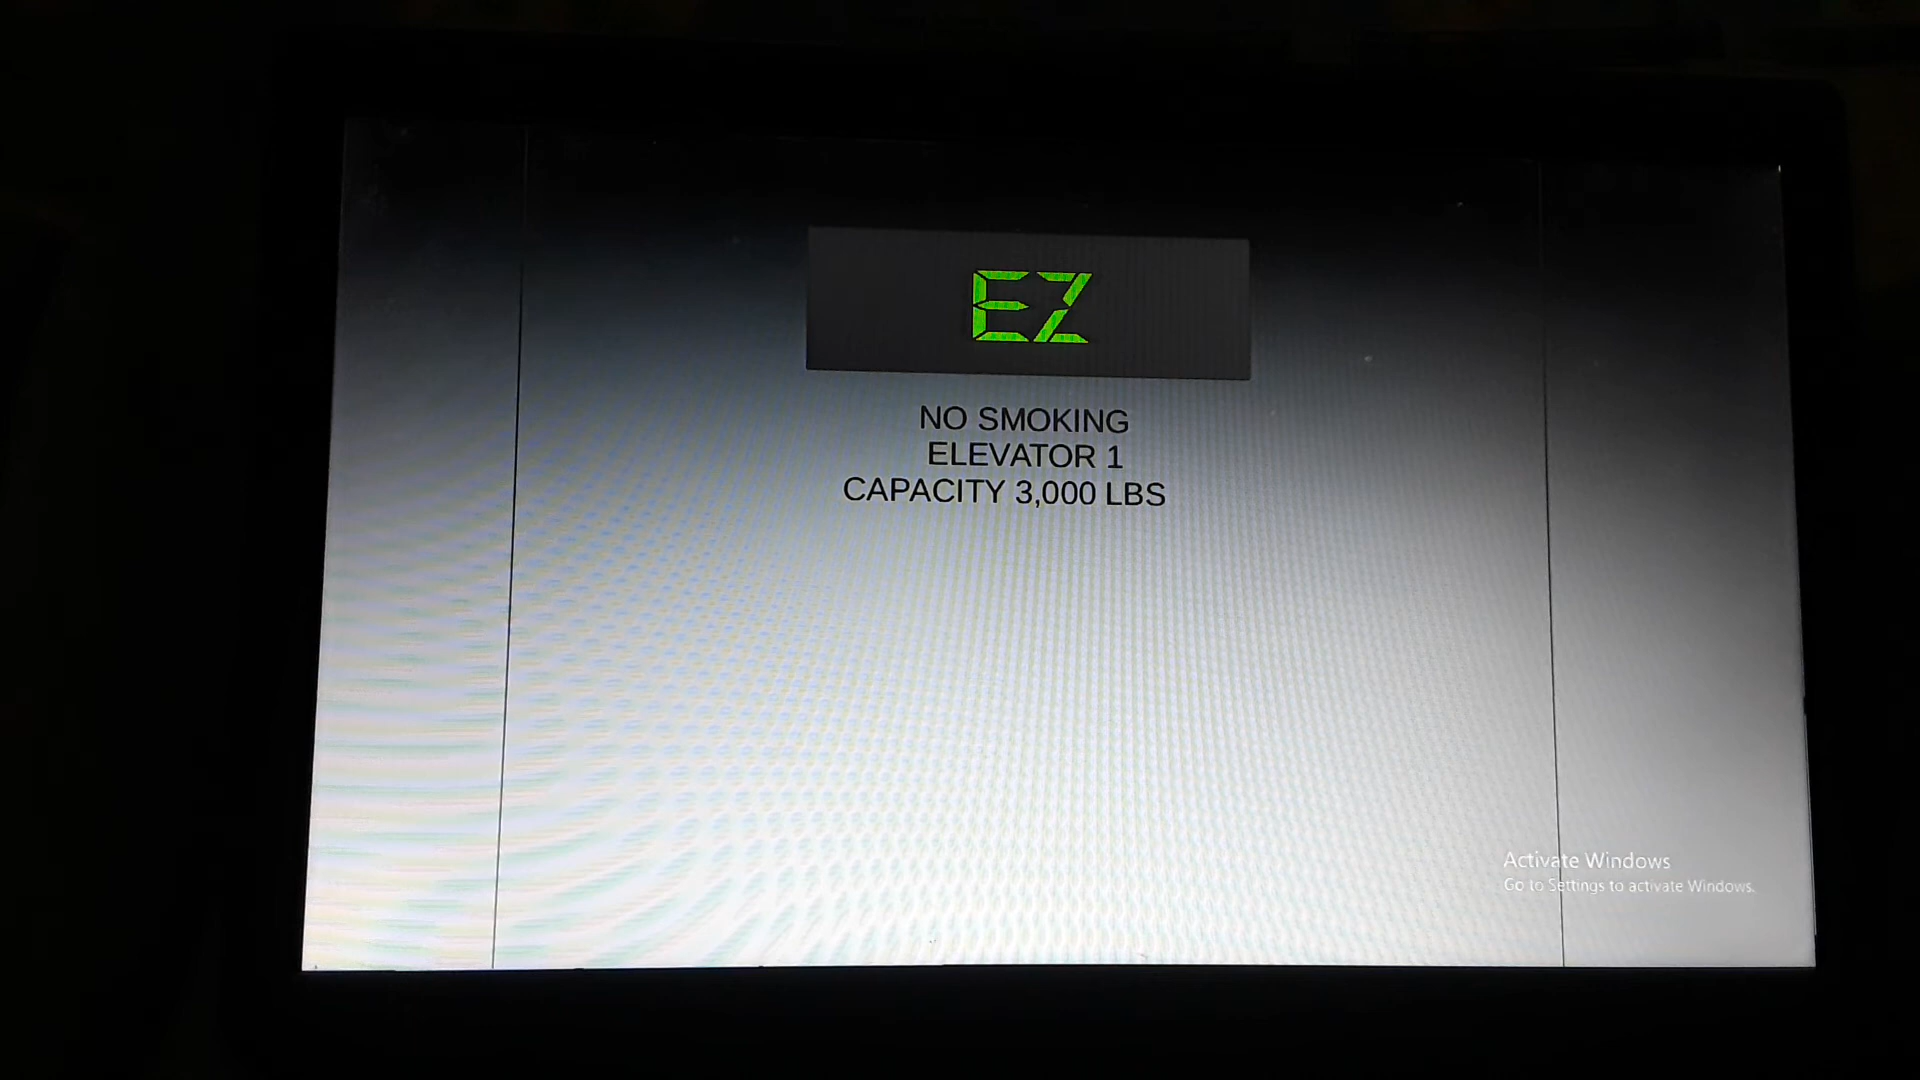 EZ
NO SMOKING
ELEVATOR 1
CAPACITY 3,000 LBS
Activate Windows
Go to Settings to activate Windows.